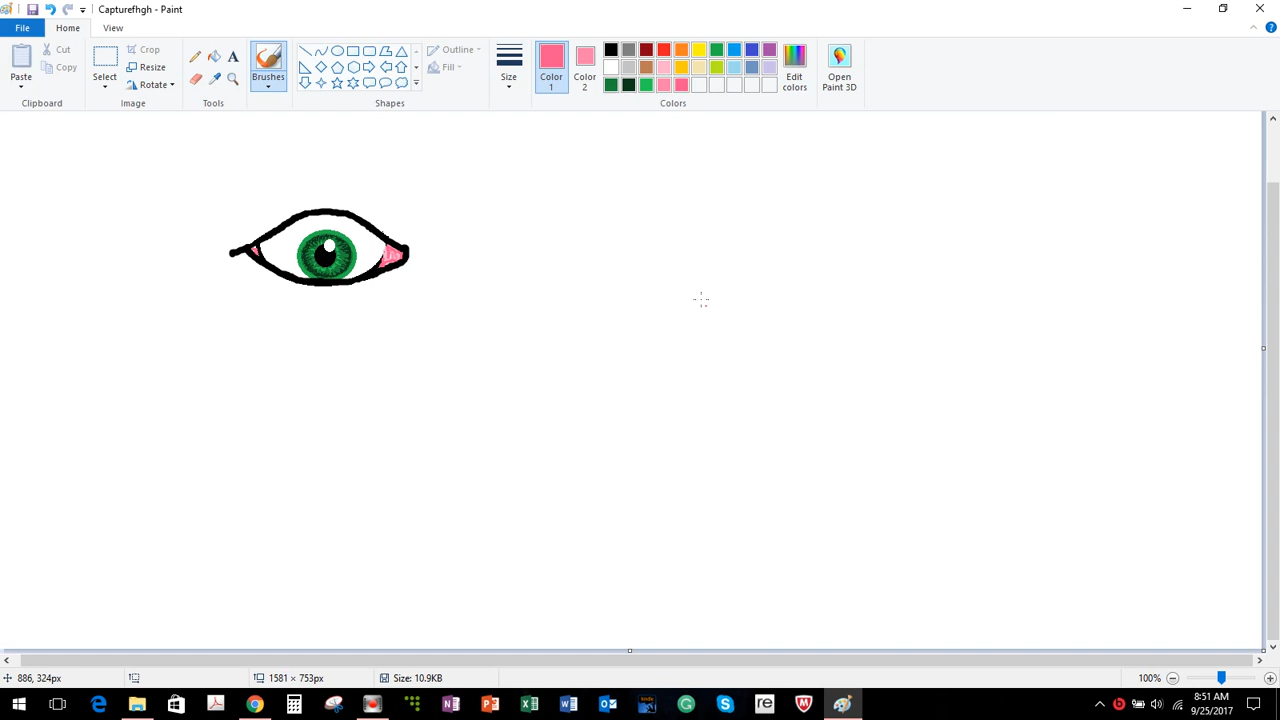 Capturefhgh - Paint
File Home View
Paste
Cut
Copy
Clipboard
Select
Crop
Resize
Rotate
Image
A
Tools
Brushes
Outline
Fill
Shapes
Size
Color 1
Color 2
Edit colors
Colors
Open Paint 3D
886, 324px
1581 × 753px
Size: 10.9KB
100%
re
8:51 AM
9/25/2017